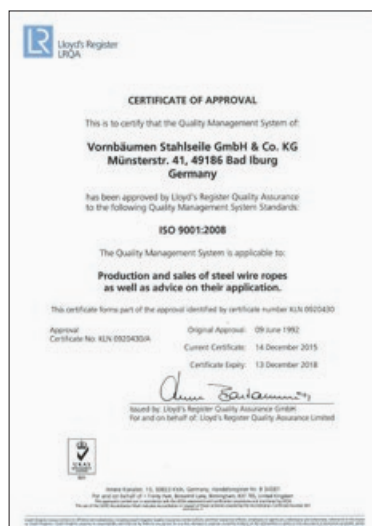 LR
Lloyd's Register
LRQA
CERTIFICATE OF APPROVAL
This is to certify that the Quality Management System of:
Vornbäumen Stahlseile GmbH & Co. KG
Münsterstr. 41, 49186 Bad Iburg
Germany
has been approved by Lloyd's Register Quality Assurance
to the following Quality Management System Standards:
ISO 9001:2008
The Quality Management System is applicable to:
Production and sales of steel wire ropes
as well as advice on their application.
This certificate forms part of the approval identified by certificate number KLN 0920430
Approval
Certificate No: KLN 0920430/A
Original Approval: 09 June 1992
Current Certificate: 14 December 2015
Certificate Expiry: 13 December 2018
Issued by: Lloyd's Register Quality Assurance GmbH
For and on behalf of: Lloyd's Register Quality Assurance Limited
UKAS